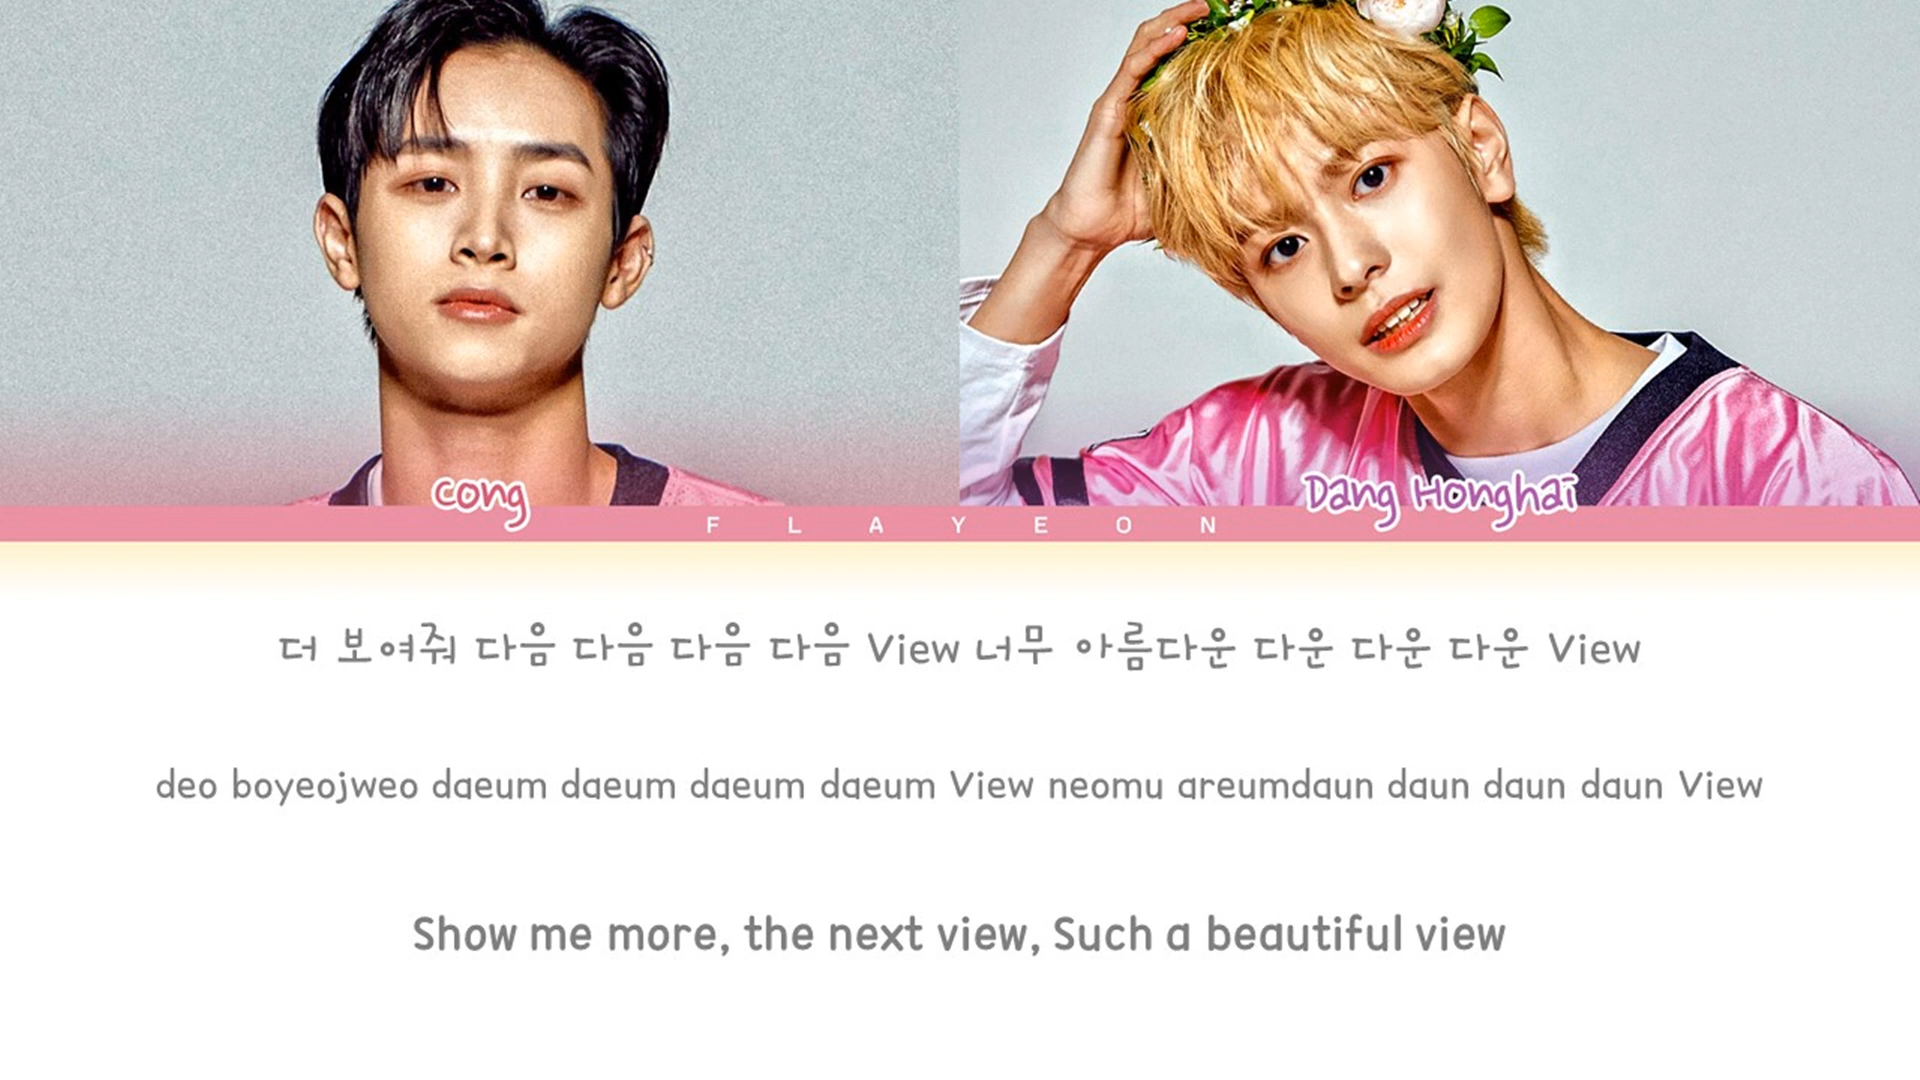 cong
Dang Honghai
FLAYEON
더 보여줘 다음 다음 다음 다음 View 너무 아름다운 다운 다운 다운 View
deo boyeojweo daeum daeum daeum daeum View neomu areumdaun daun daun daun View
Show me more, the next view, Such a beautiful view